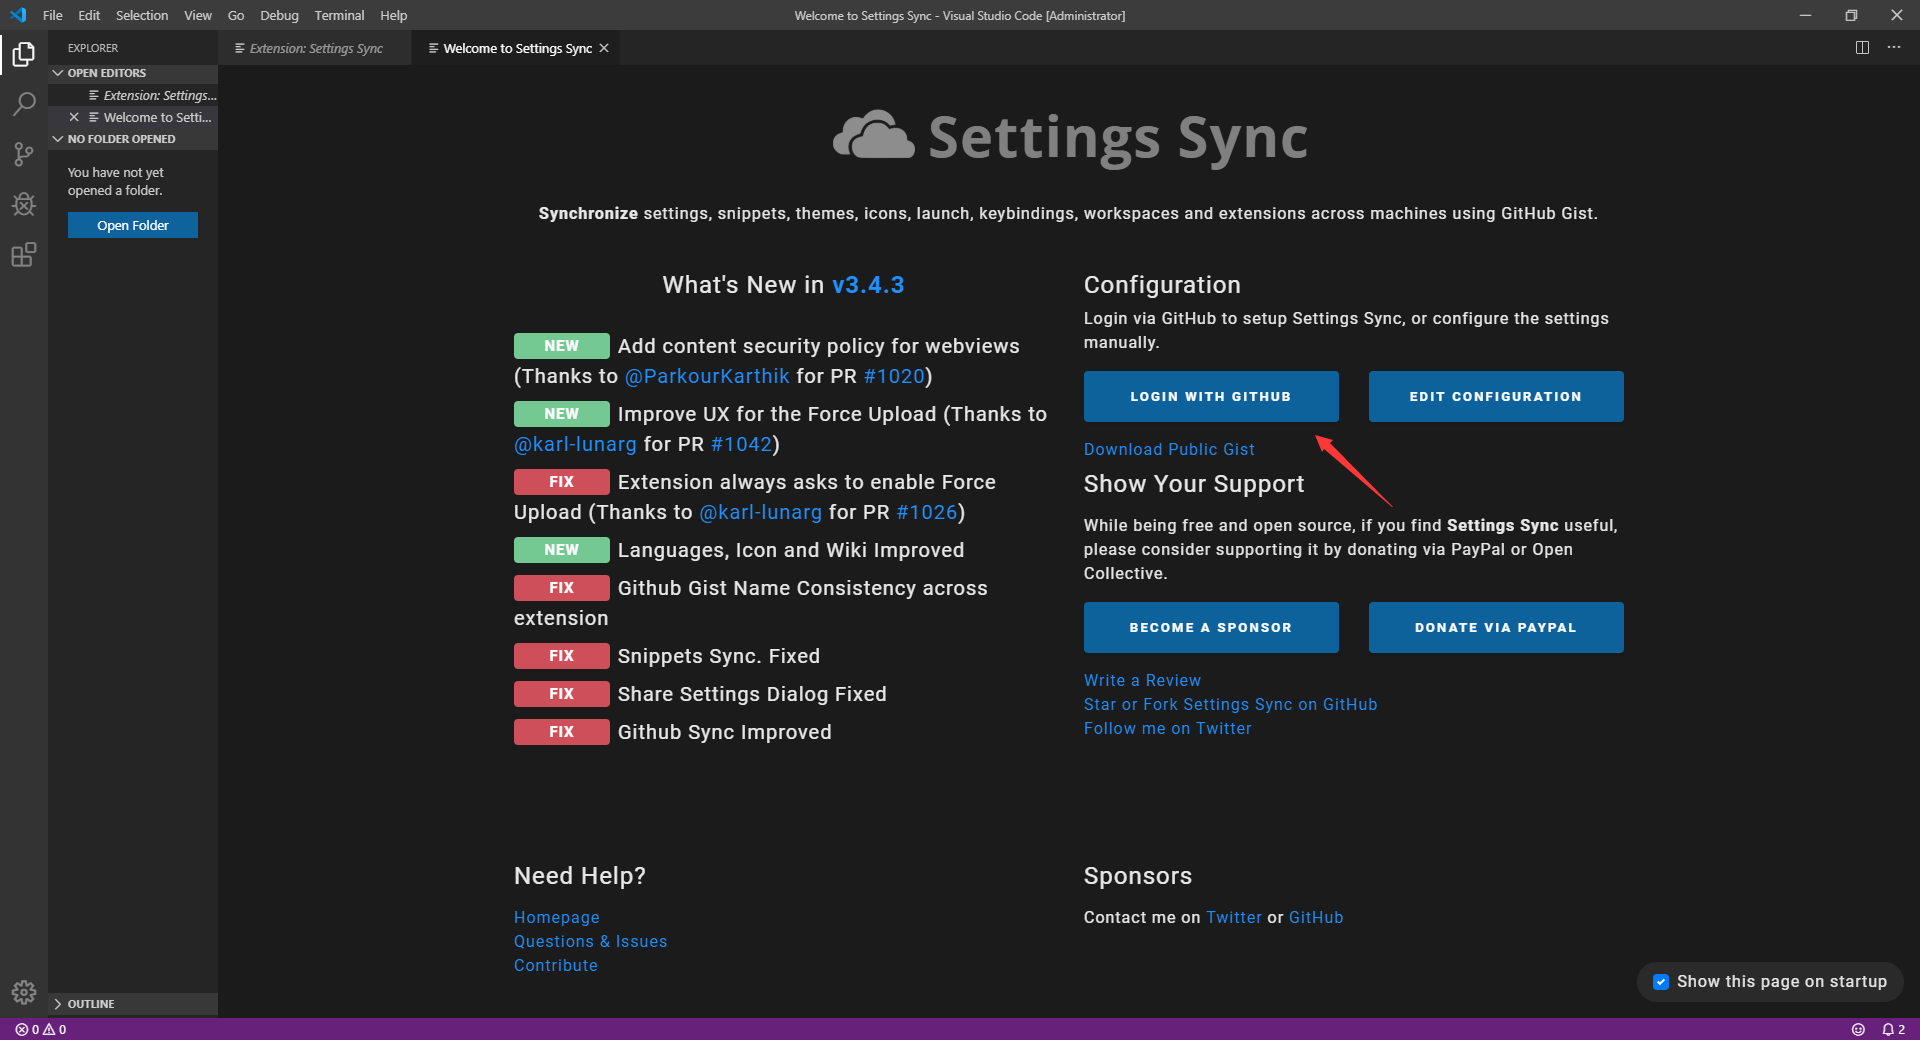 File Edit Selection View Go Debug Terminal Help
Welcome to Settings Sync - Visual Studio Code [Administrator]
EXPLORER
OPEN EDITORS
Extension: Settings...
Welcome to Setti...
NO FOLDER OPENED
You have not yet
opened a folder.
Open Folder
OUTLINE
Extension: Settings Sync
Welcome to Settings Sync
Settings Sync
Synchronize settings, snippets, themes, icons, launch, keybindings, workspaces and extensions across machines using GitHub Gist.
What's New in v3.4.3
NEW Add content security policy for webviews
(Thanks to @ParkourKarthik for PR #1020)
NEW Improve UX for the Force Upload (Thanks to
@karl-lunarg for PR #1042)
FIX Extension always asks to enable Force
Upload (Thanks to @karl-lunarg for PR #1026)
NEW Languages, Icon and Wiki Improved
FIX Github Gist Name Consistency across
extension
FIX Snippets Sync. Fixed
FIX Share Settings Dialog Fixed
FIX Github Sync Improved
Configuration
Login via GitHub to setup Settings Sync, or configure the settings
manually.
LOGIN WITH GITHUB
EDIT CONFIGURATION
Download Public Gist
Show Your Support
While being free and open source, if you find Settings Sync useful,
please consider supporting it by donating via PayPal or Open
Collective.
BECOME A SPONSOR
DONATE VIA PAYPAL
Write a Review
Star or Fork Settings Sync on GitHub
Follow me on Twitter
Need Help?
Homepage
Questions & Issues
Contribute
Sponsors
Contact me on Twitter or GitHub
Show this page on startup
0 0
2